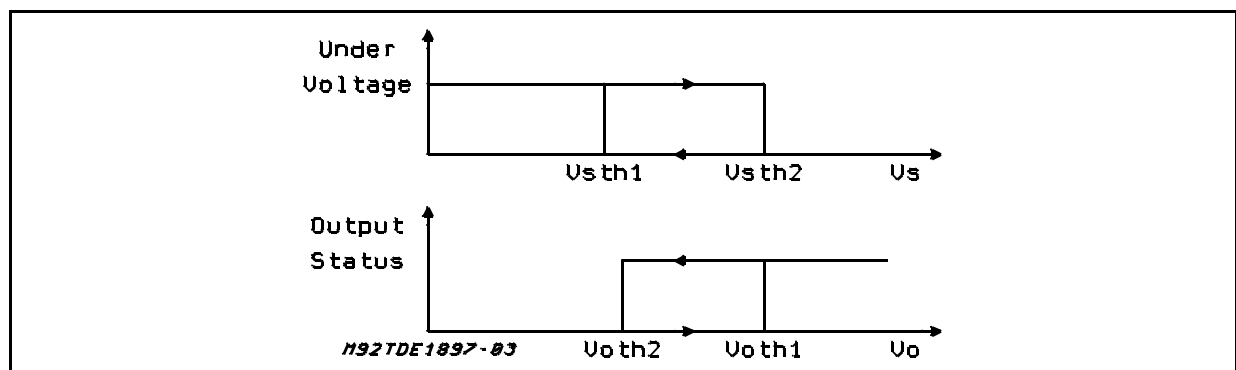 Under
Voltage
Vsth1 Vsth2 Vs
Output
Status
M92TDE1897-03 Voth2 Voth1 Vo